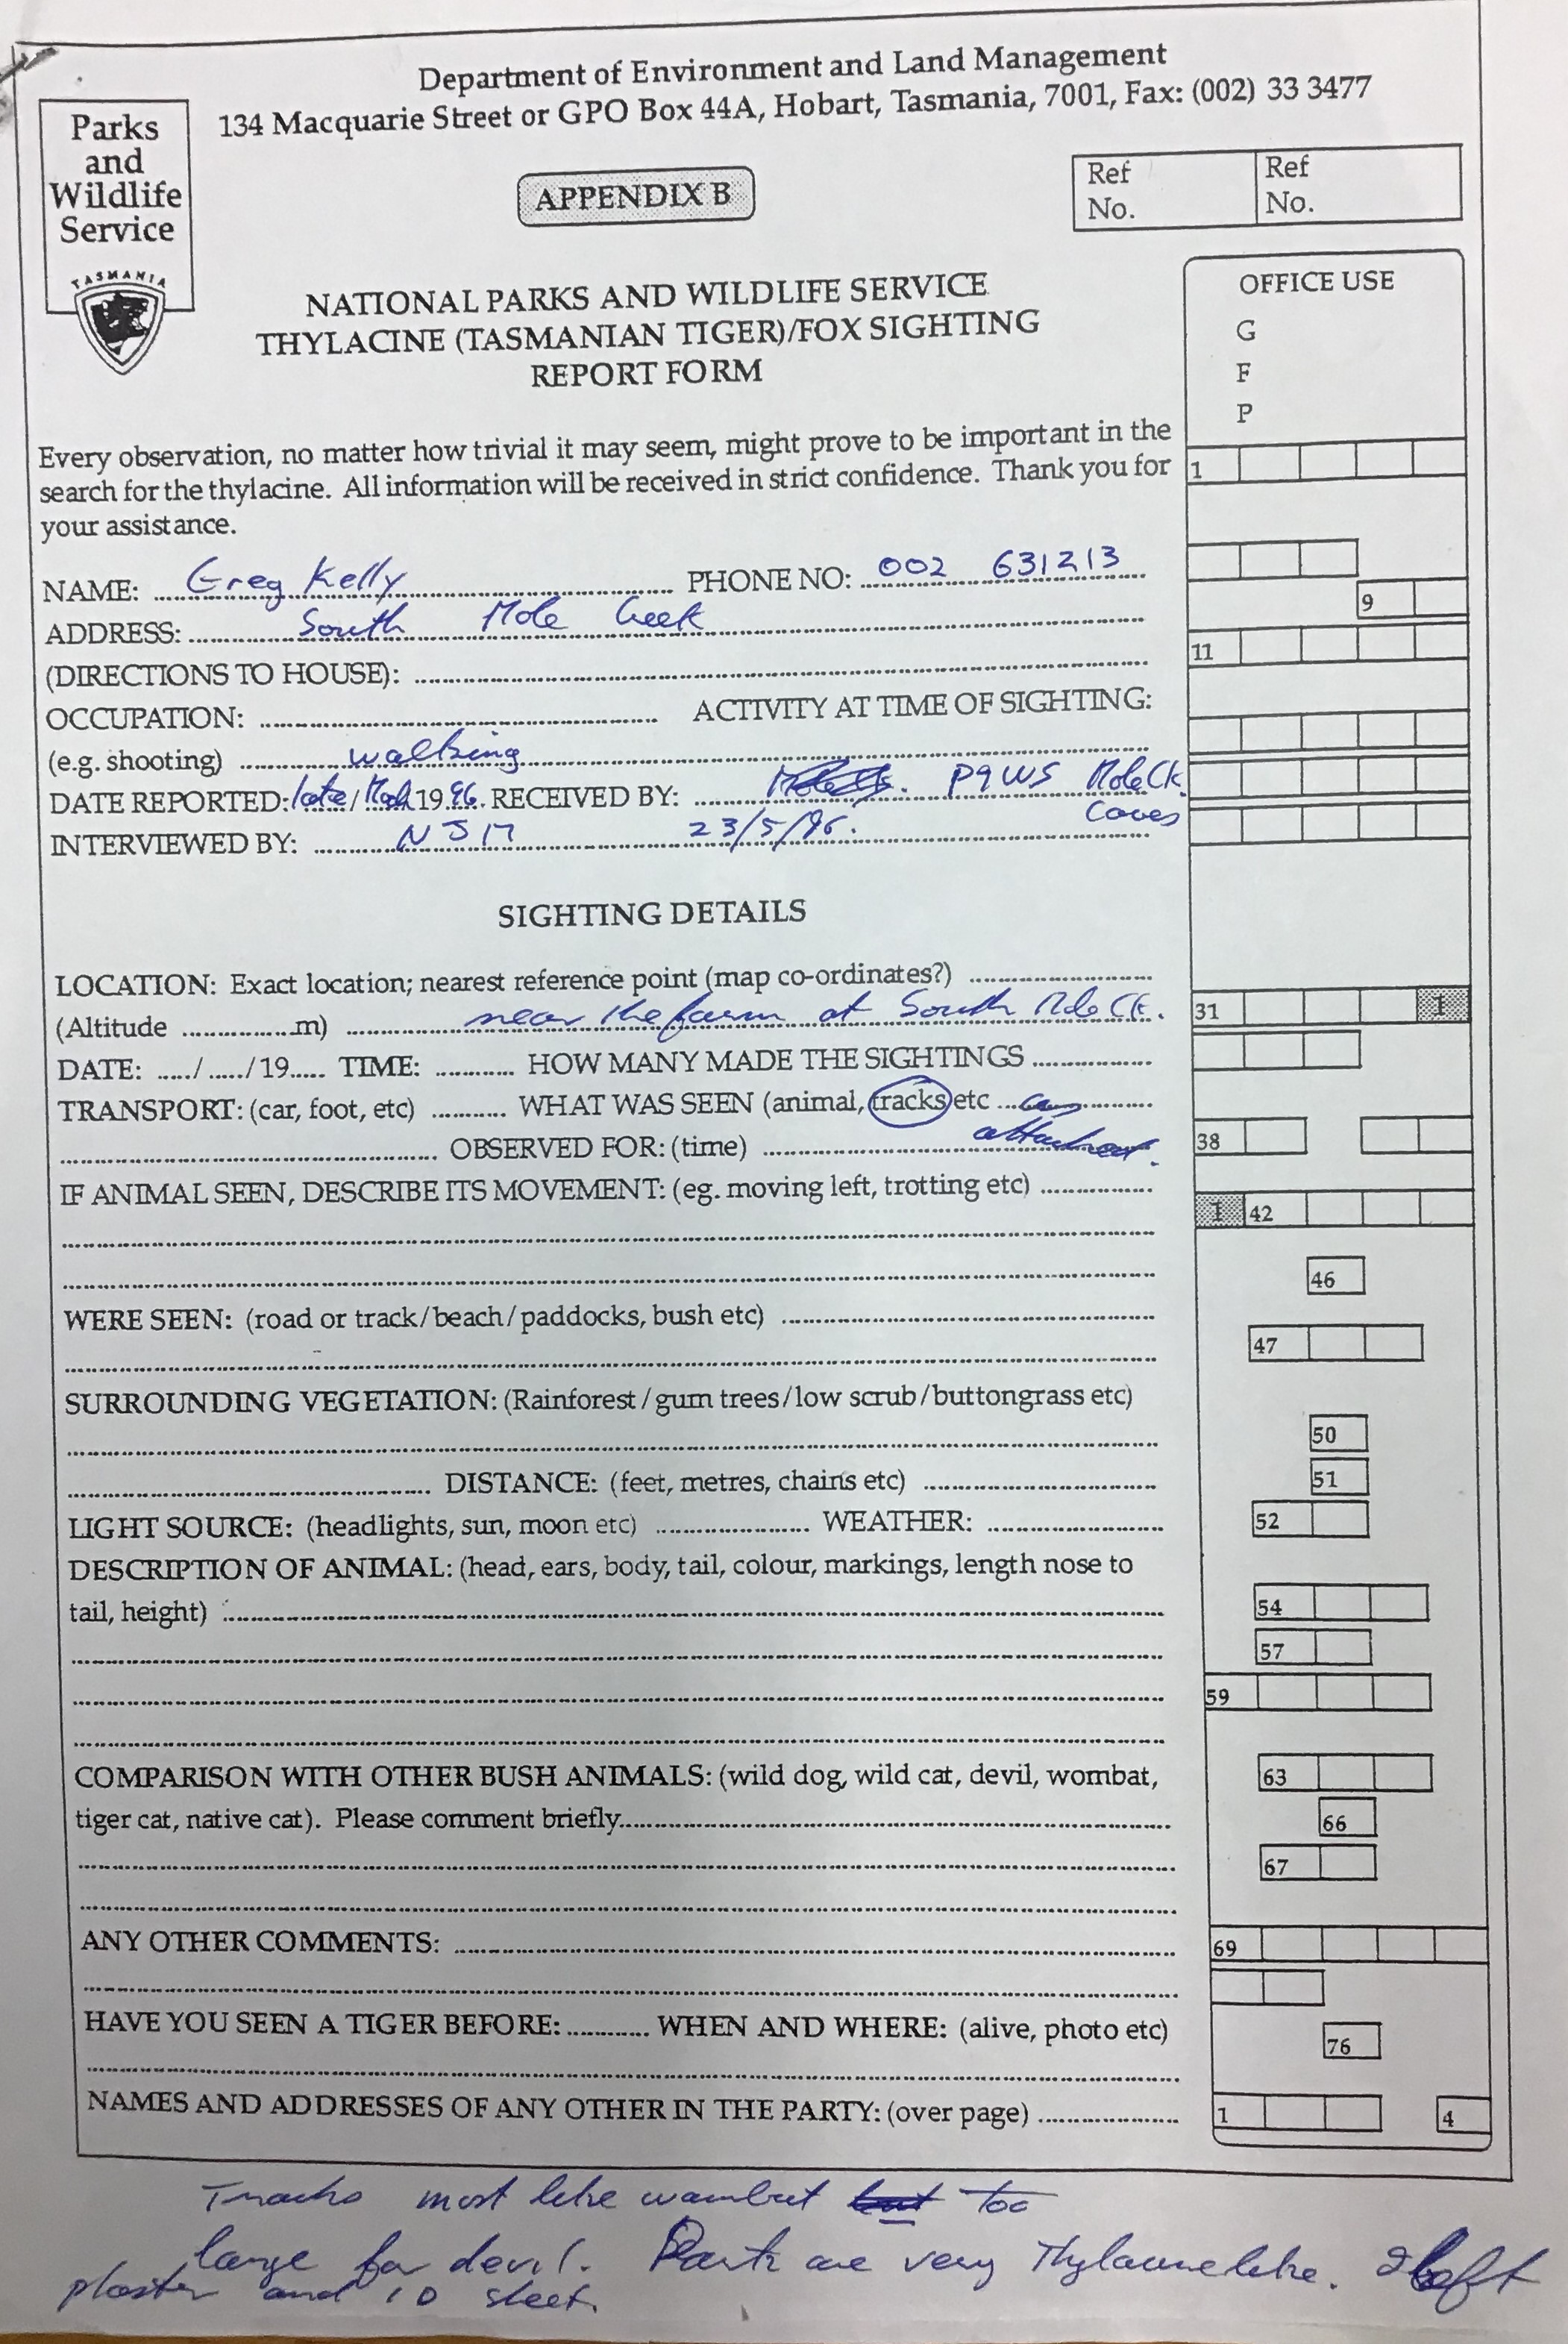 Department of Environment and Land Management
134 Macquarie Street or GPO Box 44A, Hobart, Tasmania, 7001, Fax: (002) 33 3477
Parks
and
Wildlife
Service
TASMANIA
APPENDIX B
Ref No.
Ref No.
NATIONAL PARKS AND WILDLIFE SERVICE
THYLACINE (TASMANIAN TIGER)/FOX SIGHTING
REPORT FORM
OFFICE USE
G
F
P
Every observation, no matter how trivial it may seem, might prove to be important in the
search for the thylacine. All information will be received in strict confidence. Thank you for
your assistance.
1
NAME: Greg Kelly PHONE NO: 002 631213
9
ADDRESS: South Mole Creek
11
(DIRECTIONS TO HOUSE):
OCCUPATION: ACTIVITY AT TIME OF SIGHTING:
(e.g. shooting) walking
DATE REPORTED: late / 1996. RECEIVED BY: P&WS Mole Ck.
Caves
INTERVIEWED BY: NJM 23/5/96.
SIGHTING DETAILS
LOCATION: Exact location; nearest reference point (map co-ordinates?)
(Altitude m) near the farm at South Mole Ck.
31 I
DATE: / /19 TIME: HOW MANY MADE THE SIGHTINGS
TRANSPORT: (car, foot, etc) WHAT WAS SEEN (animal, tracks etc
OBSERVED FOR: (time) attached.
38
IF ANIMAL SEEN, DESCRIBE ITS MOVEMENT: (eg. moving left, trotting etc)
I 42
46
WERE SEEN: (road or track/beach/paddocks, bush etc)
47
SURROUNDING VEGETATION: (Rainforest/gum trees/low scrub/buttongrass etc)
50
DISTANCE: (feet, metres, chains etc)
51
LIGHT SOURCE: (headlights, sun, moon etc) WEATHER:
52
DESCRIPTION OF ANIMAL: (head, ears, body, tail, colour, markings, length nose to
tail, height)
54
57
59
COMPARISON WITH OTHER BUSH ANIMALS: (wild dog, wild cat, devil, wombat,
63
tiger cat, native cat). Please comment briefly
66
67
ANY OTHER COMMENTS:
69
HAVE YOU SEEN A TIGER BEFORE: WHEN AND WHERE: (alive, photo etc)
76
NAMES AND ADDRESSES OF ANY OTHER IN THE PARTY: (over page)
1 4
Tracks most like wombat but too
large for devil. are very Thylacine like. I left
plaster and ID sheet.